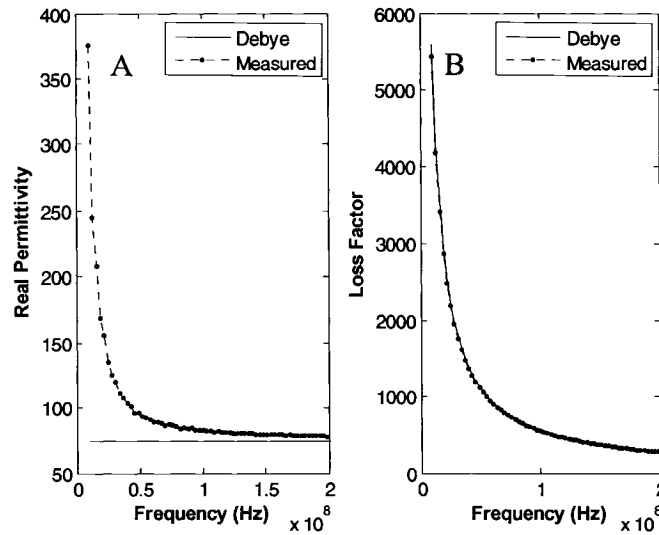 A
Debye
Measured
400
350
300
250
200
150
100
50
0
0.5
1
1.5
2
Real Permittivity
Frequency (Hz)
x 10^8
B
Debye
Measured
6000
5000
4000
3000
2000
1000
0
0
1
2
Loss Factor
Frequency (Hz)
x 10^8